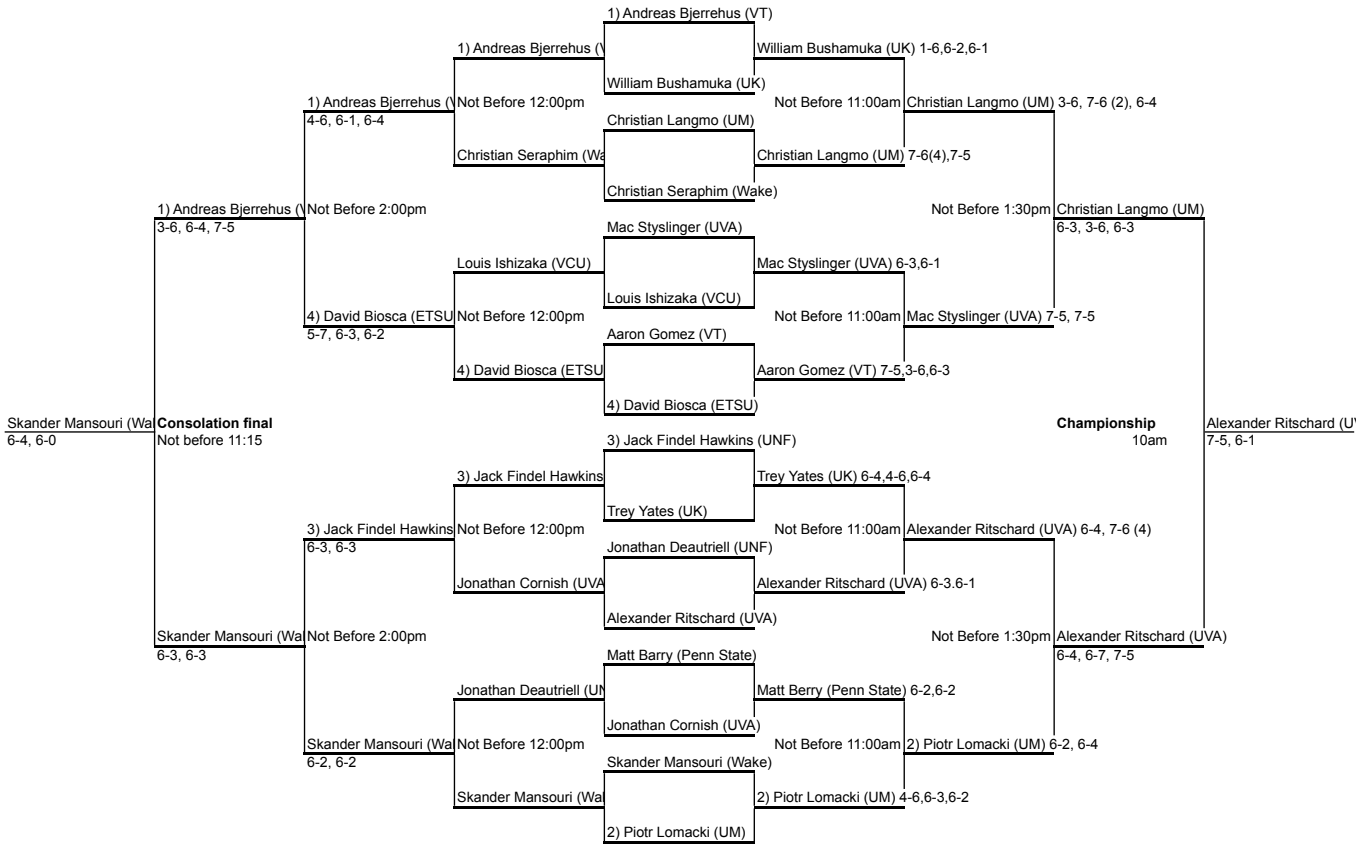 1) Andreas Bjerrehus (VT)
1) Andreas Bjerrehus (V
William Bushamuka (UK) 1-6,6-2,6-1
William Bushamuka (UK)
1) Andreas Bjerrehus (V
Not Before 12:00pm
Not Before 11:00am
Christian Langmo (UM) 3-6, 7-6 (2), 6-4
4-6, 6-1, 6-4
Christian Langmo (UM)
Christian Seraphim (Wa
Christian Langmo (UM) 7-6(4),7-5
Christian Seraphim (Wake)
1) Andreas Bjerrehus (V
Not Before 2:00pm
Not Before 1:30pm
Christian Langmo (UM)
3-6, 6-4, 7-5
6-3, 3-6, 6-3
Mac Styslinger (UVA)
Louis Ishizaka (VCU)
Mac Styslinger (UVA) 6-3,6-1
Louis Ishizaka (VCU)
4) David Biosca (ETSU
Not Before 12:00pm
Not Before 11:00am
Mac Styslinger (UVA) 7-5, 7-5
5-7, 6-3, 6-2
Aaron Gomez (VT)
4) David Biosca (ETSU
Aaron Gomez (VT) 7-5,3-6,6-3
4) David Biosca (ETSU)
Skander Mansouri (Wal
Consolation final
Championship
Alexander Ritschard (UV
6-4, 6-0
Not before 11:15
10am
7-5, 6-1
3) Jack Findel Hawkins (UNF)
3) Jack Findel Hawkins
Trey Yates (UK) 6-4,4-6,6-4
Trey Yates (UK)
3) Jack Findel Hawkins
Not Before 12:00pm
Not Before 11:00am
Alexander Ritschard (UVA) 6-4, 7-6 (4)
6-3, 6-3
Jonathan Deautriell (UNF)
Jonathan Cornish (UVA
Alexander Ritschard (UVA) 6-3.6-1
Alexander Ritschard (UVA)
Skander Mansouri (Wal
Not Before 2:00pm
Not Before 1:30pm
Alexander Ritschard (UVA)
6-3, 6-3
6-4, 6-7, 7-5
Matt Barry (Penn State)
Jonathan Deautriell (UN
Matt Berry (Penn State) 6-2,6-2
Jonathan Cornish (UVA)
Skander Mansouri (Wal
Not Before 12:00pm
Not Before 11:00am
2) Piotr Lomacki (UM) 6-2, 6-4
6-2, 6-2
Skander Mansouri (Wake)
Skander Mansouri (Wal
2) Piotr Lomacki (UM) 4-6,6-3,6-2
2) Piotr Lomacki (UM)